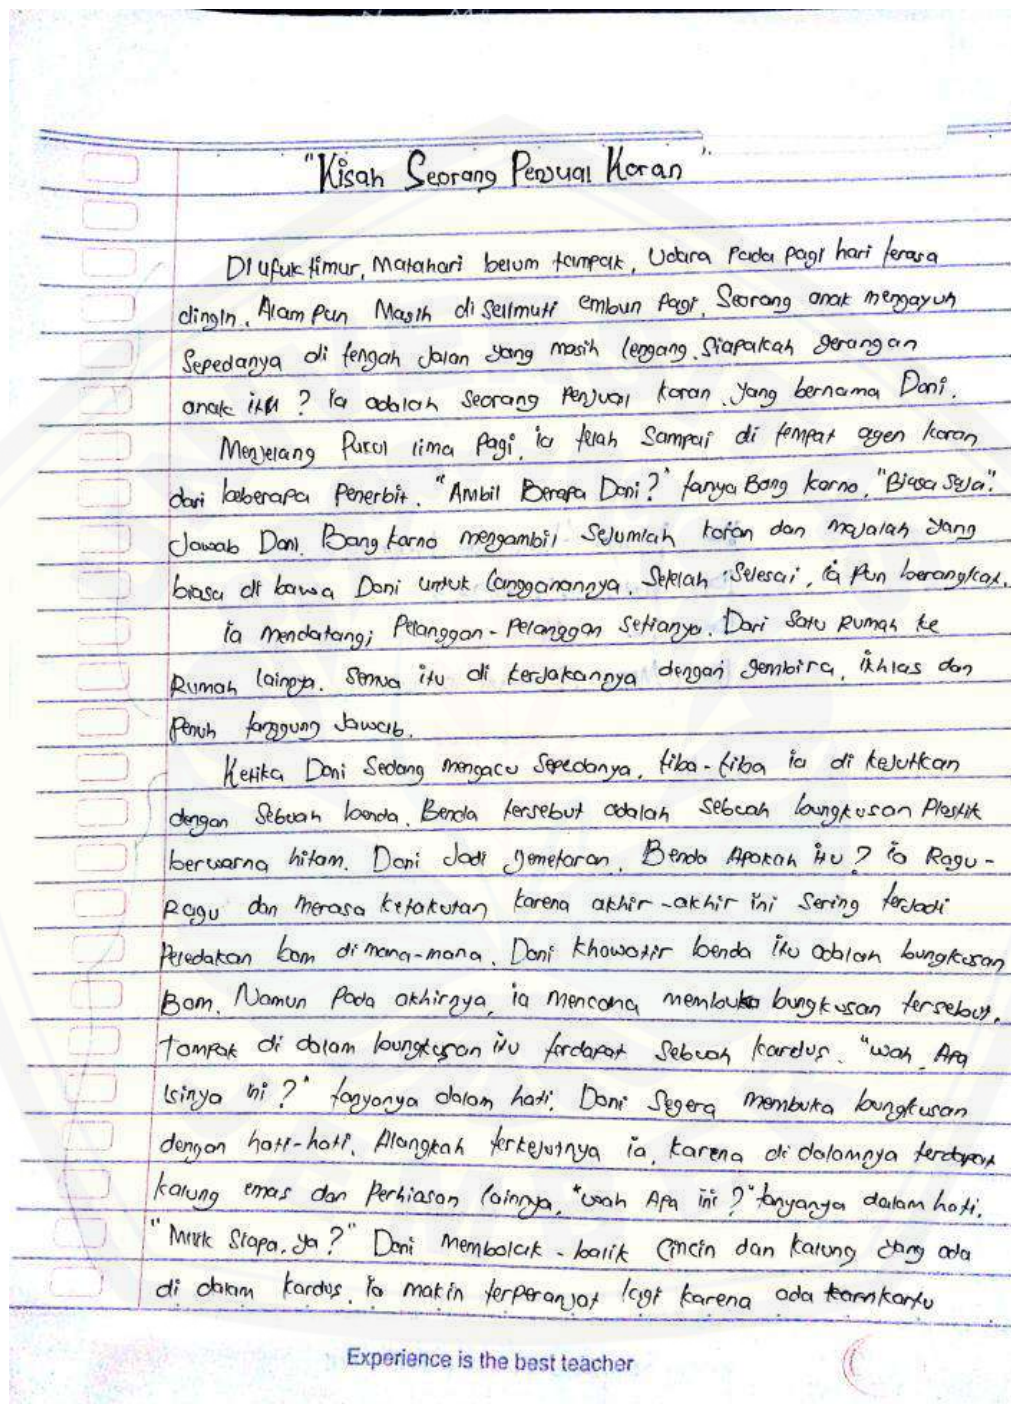 "Kisah Seorang Penjual Koran"
Di ufuk timur, Matahari belum tampak, Udara Pada pagi hari terasa
dingin. Alam Pun Masih di Selimuti embun Pagi, Seorang anak mengayuh
Sepedanya di tengah Jalan yang masih lengang. Siapakah gerangan
anak itu ? ia adalah Seorang Penjual koran yang bernama Doni.
Menjelang Pukul lima Pagi, ia telah Sampai di tempat agen koran
dari beberapa Penerbit. "Ambil Berapa Doni?" tanya Bang Karno. "Biasa Saja".
Jawab Doni. Bang Karno mengambil Sejumlah koran dan majalah yang
biasa di bawa Doni untuk langganannya. Setelah Selesai, ia Pun berangkat.
ia mendatangi Pelanggan-Pelanggan Setianya. Dari Satu Rumah ke
Rumah lainnya. Semua itu di kerjakannya dengan gembira, ikhlas dan
Penuh tanggung Jawab.
Ketika Doni Sedang mengacu Sepedanya, tiba-tiba ia di kejutkan
dengan Sebuah benda. Benda tersebut adalah sebuah bungkusan Plastik
berwarna hitam. Doni Jadi gemetaran. Benda Apakah itu ? ia Ragu-
Ragu dan merasa ketakutan karena akhir-akhir ini Sering terjadi
Peledakan bom di mana-mana. Doni khowatir benda itu adalah bungkusan
Bom. Namun Pada akhirnya, ia mencoma membuka bungkusan tersebut.
tampak di dalam bungkusan itu terdapat Sebuah kardus. "wah Apa
isinya ini ?" tanyanya dalam hati. Doni Segera membuka bungkusan
dengan hati-hati. Alangkah terkejutnya ia, karena di dalamnya terdapat
kalung emas dan Perhiasan lainnya, "wah Apa ini ?" tanyanya dalam hati.
"Milik Siapa, ya ?" Doni membolak-balik Cincin dan kalung yang ada
di dalam kardus. ia makin terperanjat lagi karena ada kartu
Experience is the best teacher